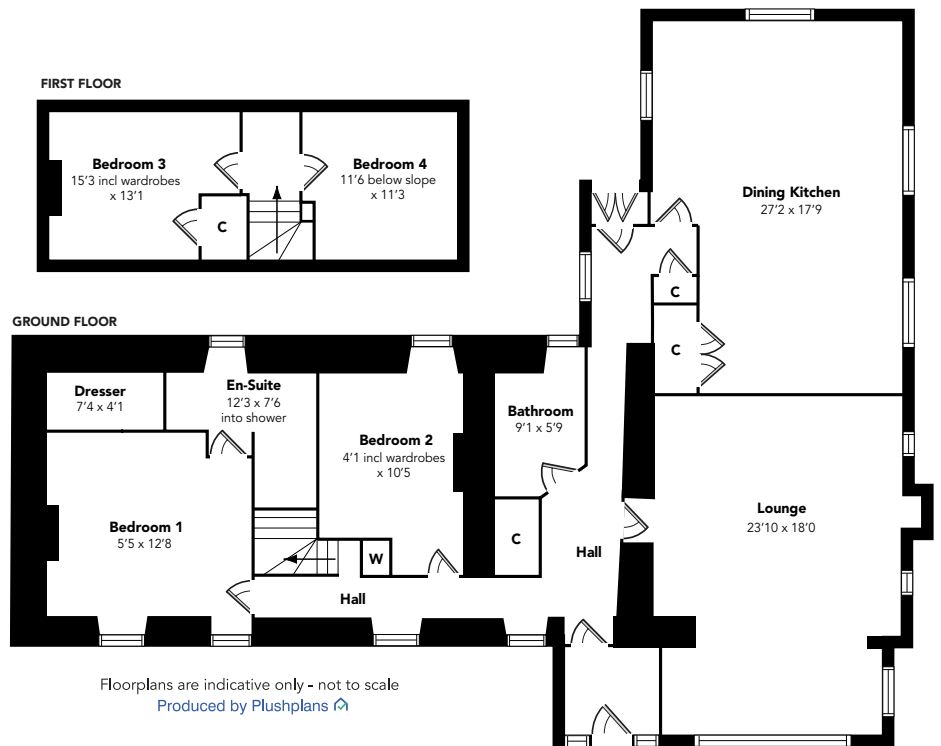 FIRST FLOOR
Bedroom 3
15’3 incl wardrobes
x 13’1
C
Bedroom 4
11’6 below slope
x 11’3
GROUND FLOOR
Dresser
7’4 x 4’1
En-Suite
12’3 x 7’6
into shower
Bedroom 1
5’5 x 12’8
Bedroom 2
4’1 incl wardrobes
x 10’5
W
Hall
Bathroom
9’1 x 5’9
C
Hall
C
C
Dining Kitchen
27’2 x 17’9
Lounge
23’10 x 18’0
Floorplans are indicative only - not to scale
Produced by Plushplans